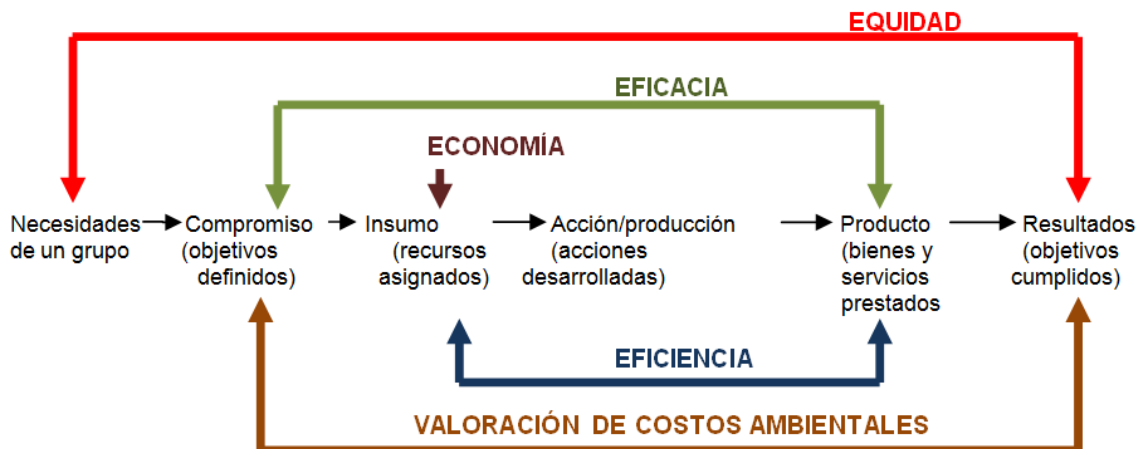 EQUIDAD
EFICACIA
ECONOMÍA
Necesidades
de un grupo
Compromiso
(objetivos
definidos)
Insumo
(recursos
asignados)
Acción/producción
(acciones
desarrolladas)
Producto
(bienes y
servicios
prestados
Resultados
(objetivos
cumplidos)
EFICIENCIA
VALORACIÓN DE COSTOS AMBIENTALES